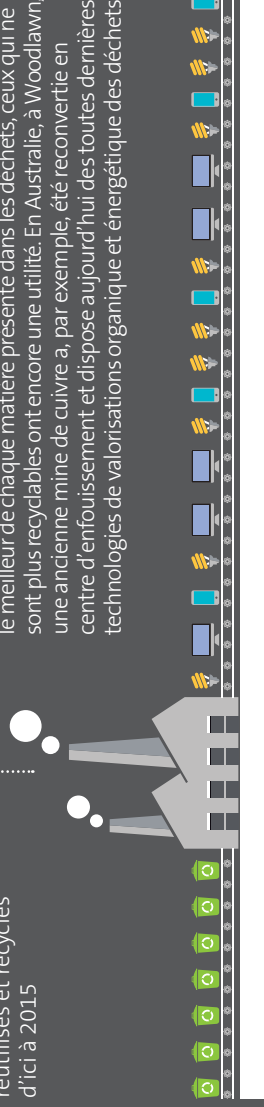 réutilisés et recyclés
d'ici à 2015
le meilleur de chaque matière présente dans les déchets, ceux qui ne
sont plus recyclables ont encore une utilité. En Australie, à Woodlawn,
une ancienne mine de cuivre a, par exemple, été reconvertie en
centre d'enfouissement et dispose aujourd'hui des toutes dernières
technologies de valorisations organique et énergétique des déchets